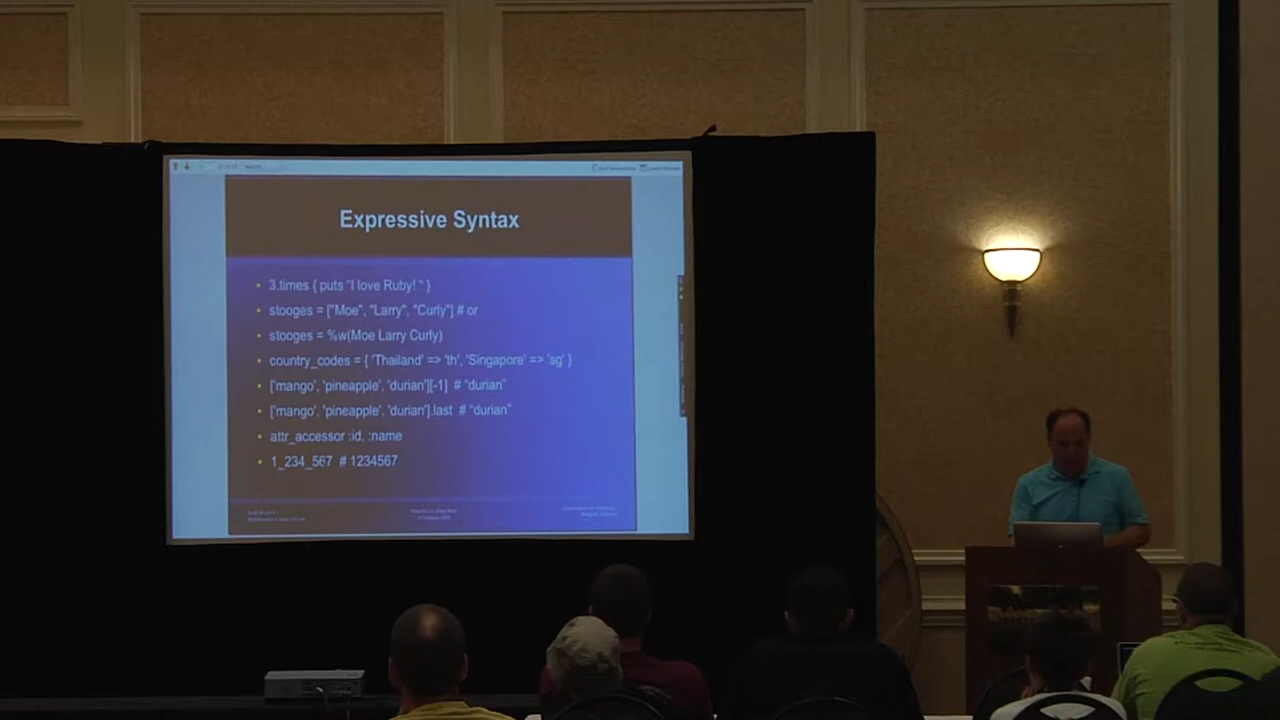 Expressive Syntax
• 3.times { puts "I love Ruby! " }
• stooges = ["Moe", "Larry", "Curly"] # or
• stooges = %w(Moe Larry Curly)
• country_codes = { 'Thailand' => 'th', 'Singapore' => 'sg' }
• ['mango', 'pineapple', 'durian'][-1] # "durian"
• ['mango', 'pineapple', 'durian'].last # "durian"
• attr_accessor :id, :name
• 1_234_567 # 1234567